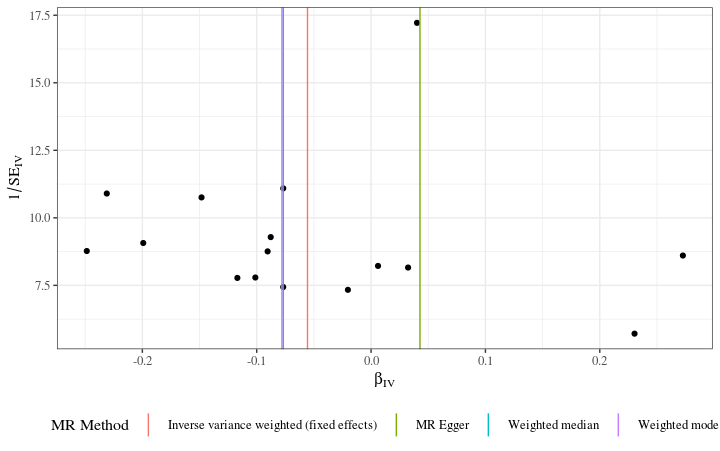 17.5
15.0
12.5
10.0
7.5
1/SE_IV
-0.2 -0.1 0.0 0.1 0.2
β_IV
MR Method Inverse variance weighted (fixed effects) MR Egger Weighted median Weighted mode